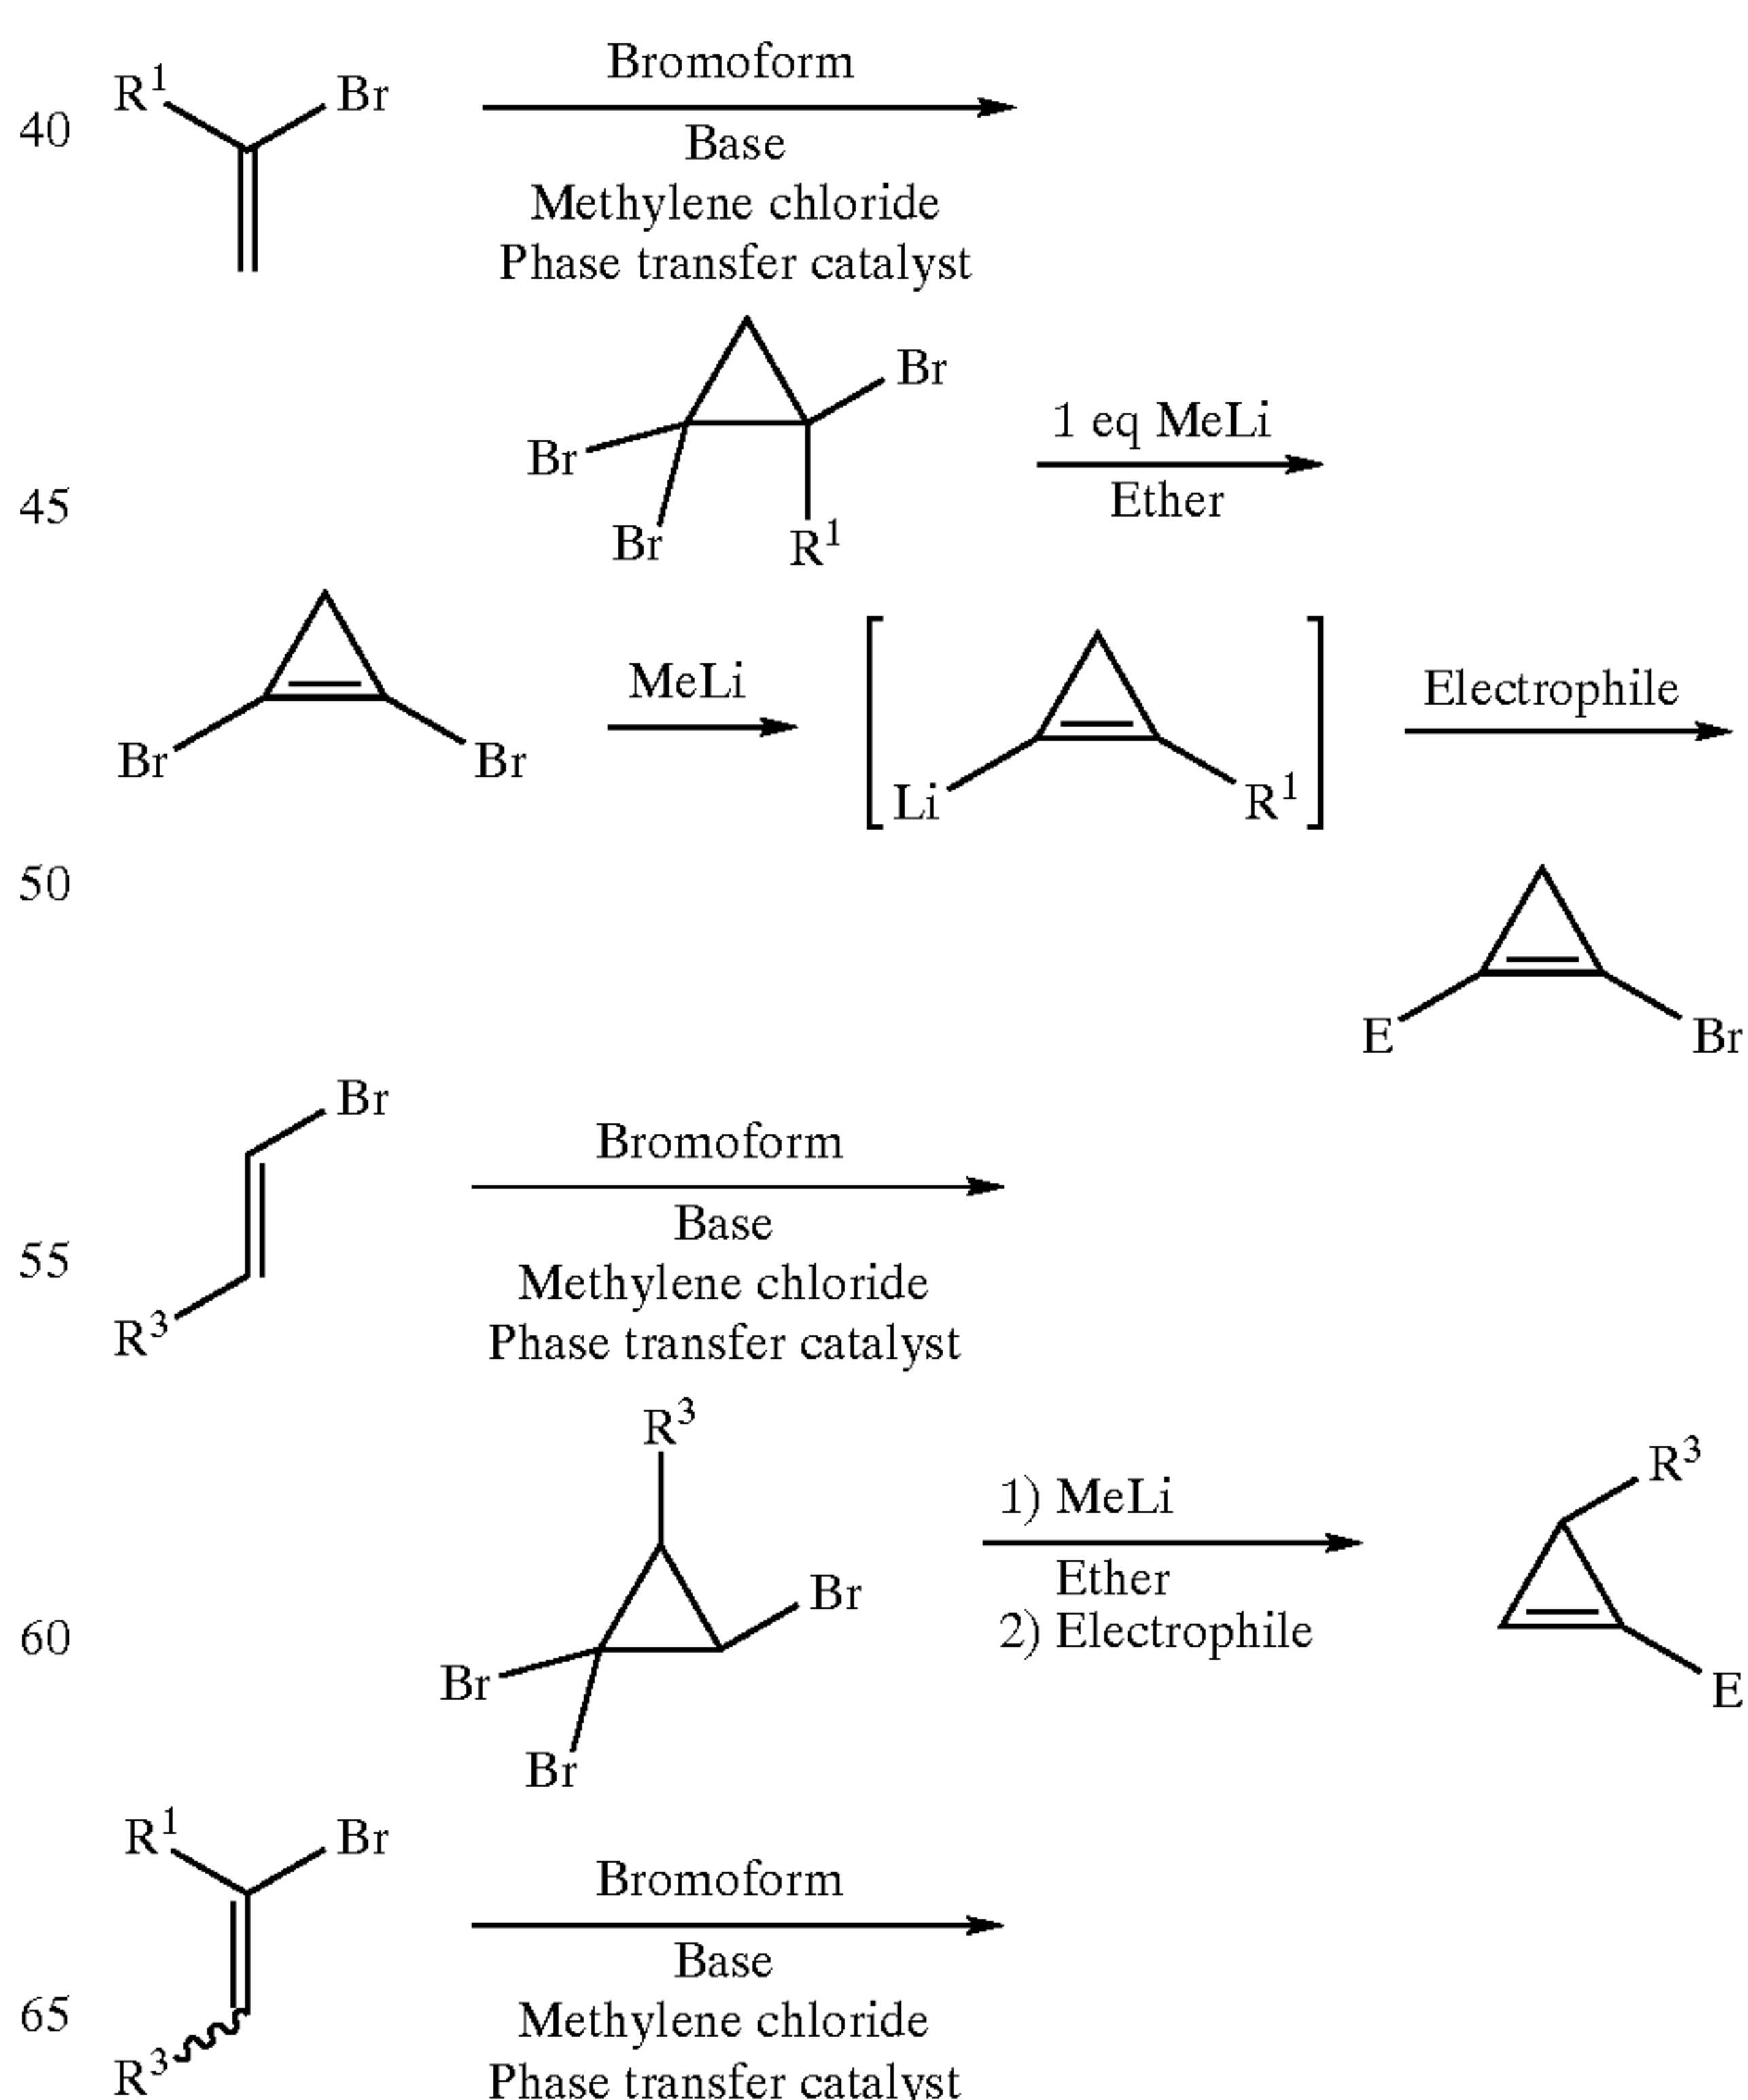 Bromoform
R¹ Br
40
Base
Methylene chloride
Phase transfer catalyst
Br
Br
1 eq MeLi
45
Ether
Br
R¹
MeLi
Electrophile
Br
Br
Li
R¹
50
E
Br
Br
Bromoform
Base
55
Methylene chloride
R³
Phase transfer catalyst
R³
R³
1) MeLi
Br
Ether
60
2) Electrophile
Br
E
Br
R¹ Br
Bromoform
Base
65
Methylene chloride
R³
Phase transfer catalyst